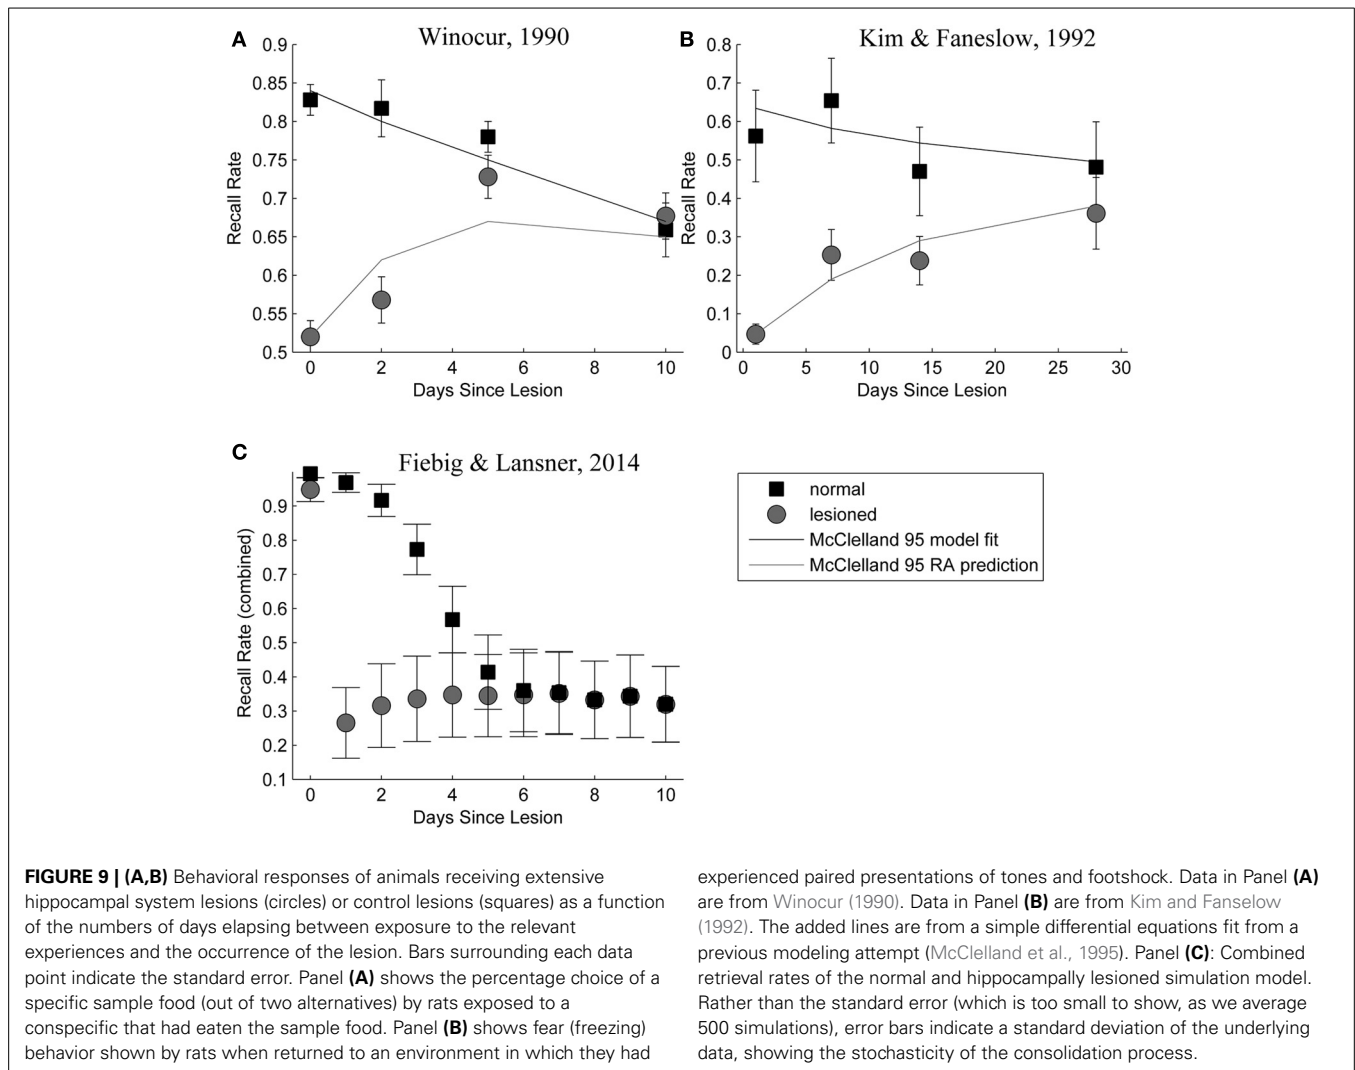 A
Winocur, 1990
0.9
0.85
0.8
0.75
0.7
0.65
0.6
0.55
0.5
Recall Rate
0 2 4 6 8 10
Days Since Lesion
B
Kim & Faneslow, 1992
0.8
0.7
0.6
0.5
0.4
0.3
0.2
0.1
0
Recall Rate
0 5 10 15 20 25 30
Days Since Lesion
C
Fiebig & Lansner, 2014
0.9
0.8
0.7
0.6
0.5
0.4
0.3
0.2
0.1
Recall Rate (combined)
0 2 4 6 8 10
Days Since Lesion
normal
lesioned
McClelland 95 model fit
McClelland 95 RA prediction
FIGURE 9 | (A,B) Behavioral responses of animals receiving extensive
hippocampal system lesions (circles) or control lesions (squares) as a function
of the numbers of days elapsing between exposure to the relevant
experiences and the occurrence of the lesion. Bars surrounding each data
point indicate the standard error. Panel (A) shows the percentage choice of a
specific sample food (out of two alternatives) by rats exposed to a
conspecific that had eaten the sample food. Panel (B) shows fear (freezing)
behavior shown by rats when returned to an environment in which they had
experienced paired presentations of tones and footshock. Data in Panel (A)
are from Winocur (1990). Data in Panel (B) are from Kim and Fanselow
(1992). The added lines are from a simple differential equations fit from a
previous modeling attempt (McClelland et al., 1995). Panel (C): Combined
retrieval rates of the normal and hippocampally lesioned simulation model.
Rather than the standard error (which is too small to show, as we average
500 simulations), error bars indicate a standard deviation of the underlying
data, showing the stochasticity of the consolidation process.